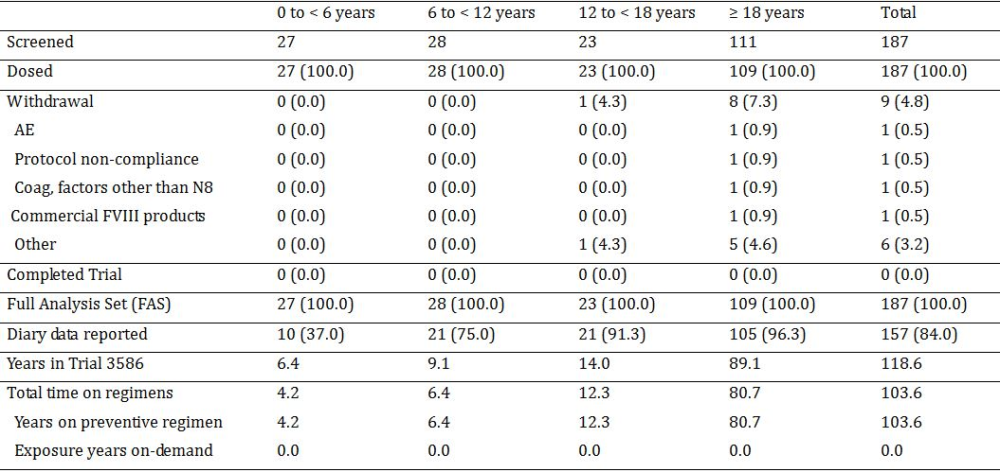 0 to < 6 years 6 to < 12 years 12 to < 18 years ≥ 18 years Total
Screened 27 28 23 111 187
Dosed 27 (100.0) 28 (100.0) 23 (100.0) 109 (100.0) 187 (100.0)
Withdrawal 0 (0.0) 0 (0.0) 1 (4.3) 8 (7.3) 9 (4.8)
AE 0 (0.0) 0 (0.0) 0 (0.0) 1 (0.9) 1 (0.5)
Protocol non-compliance 0 (0.0) 0 (0.0) 0 (0.0) 1 (0.9) 1 (0.5)
Coag, factors other than N8 0 (0.0) 0 (0.0) 0 (0.0) 1 (0.9) 1 (0.5)
Commercial FVIII products 0 (0.0) 0 (0.0) 0 (0.0) 1 (0.9) 1 (0.5)
Other 0 (0.0) 0 (0.0) 1 (4.3) 5 (4.6) 6 (3.2)
Completed Trial 0 (0.0) 0 (0.0) 0 (0.0) 0 (0.0) 0 (0.0)
Full Analysis Set (FAS) 27 (100.0) 28 (100.0) 23 (100.0) 109 (100.0) 187 (100.0)
Diary data reported 10 (37.0) 21 (75.0) 21 (91.3) 105 (96.3) 157 (84.0)
Years in Trial 3586 6.4 9.1 14.0 89.1 118.6
Total time on regimens 4.2 6.4 12.3 80.7 103.6
Years on preventive regimen 4.2 6.4 12.3 80.7 103.6
Exposure years on-demand 0.0 0.0 0.0 0.0 0.0